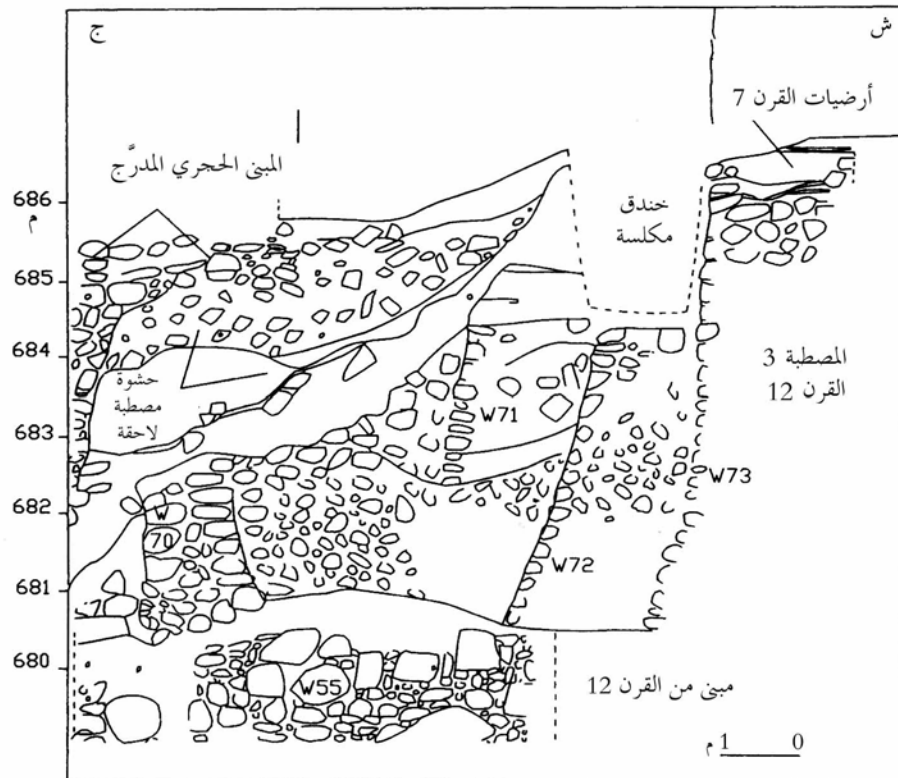 ش
ج
أرضيات القرن 7
المبنى الحجري المدرَّج
686
م
خندق
مكلسة
685
684
المصطبة 3
القرن 12
حشوة
مصطبة
لاحقة
W71
683
W73
682
W
70
W72
681
680
W55
مبنى من القرن 12
م 1 0